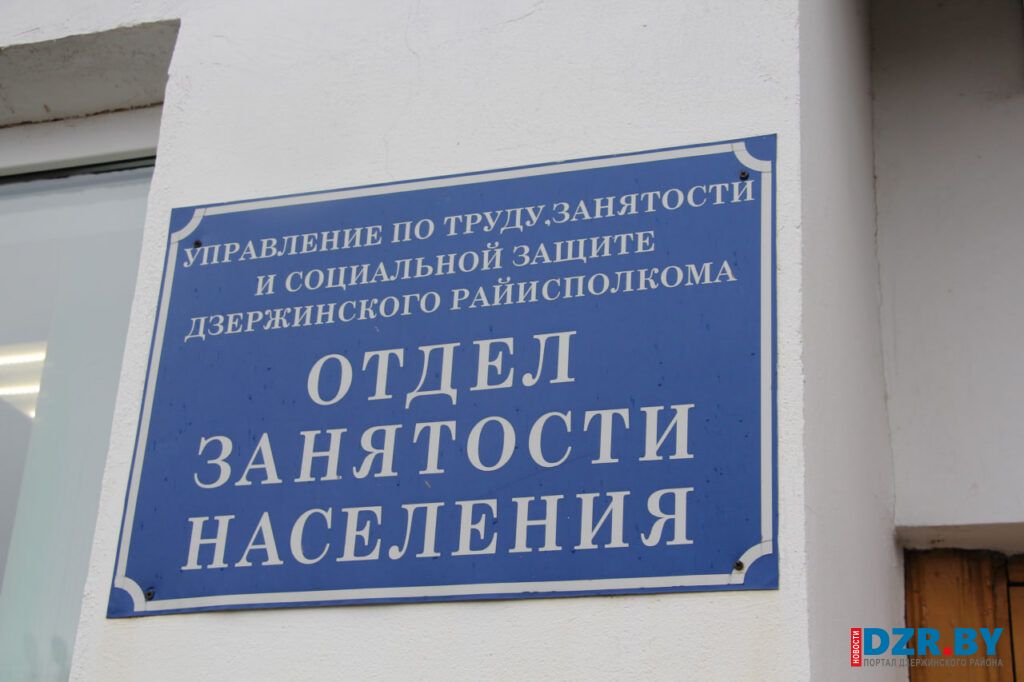 УПРАВЛЕНИЕ ПО ТРУДУ, ЗАНЯТОСТИ
И СОЦИАЛЬНОЙ ЗАЩИТЕ
ДЗЕРЖИНСКОГО РАЙИСПОЛКОМА
ОТДЕЛ
ЗАНЯТОСТИ
НАСЕЛЕНИЯ
НОВОСТИ
DZR.BY
ПОРТАЛ ДЗЕРЖИНСКОГО РАЙОНА